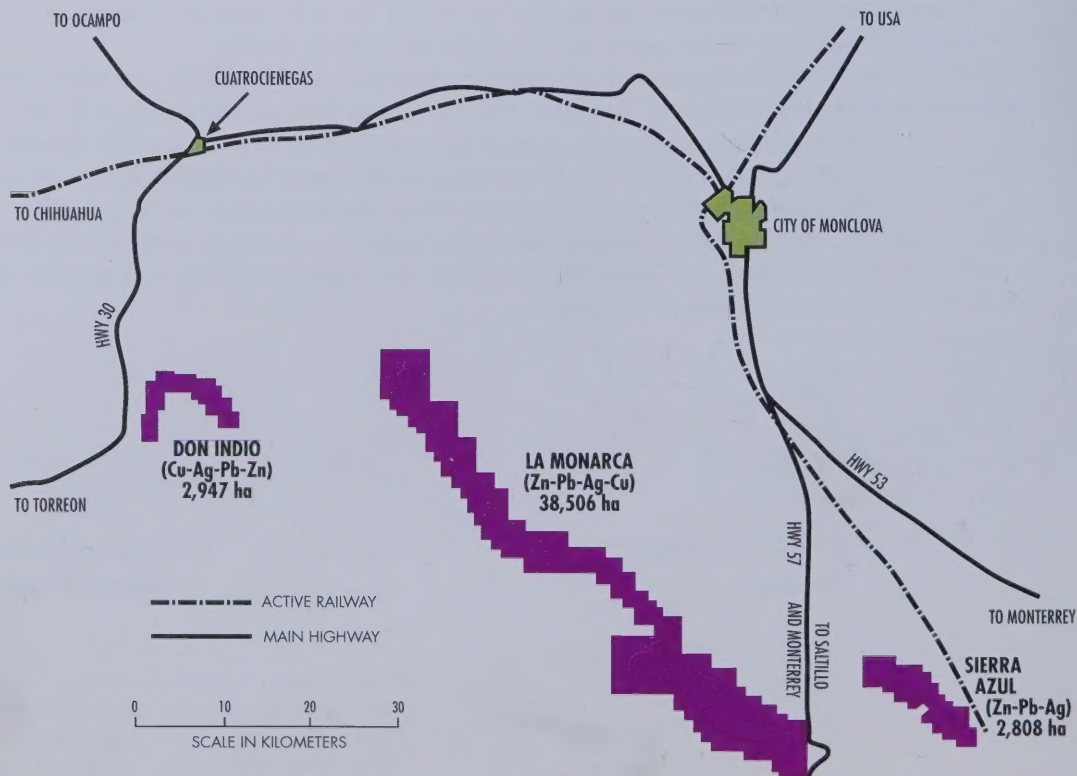 TO OCAMPO
TO USA
CUATROCIENEGAS
TO CHIHUAHUA
CITY OF MONCLOVA
HWY 30
DON INDIO
(Cu-Ag-Pb-Zn)
2,947 ha
LA MONARCA
(Zn-Pb-Ag-Cu)
38,506 ha
HWY 53
TO TORREON
HWY 57
AND MONTERREY
TO SALTILLO
ACTIVE RAILWAY
MAIN HIGHWAY
TO MONTERREY
SIERRA
AZUL
(Zn-Pb-Ag)
2,808 ha
0 10 20 30
SCALE IN KILOMETERS